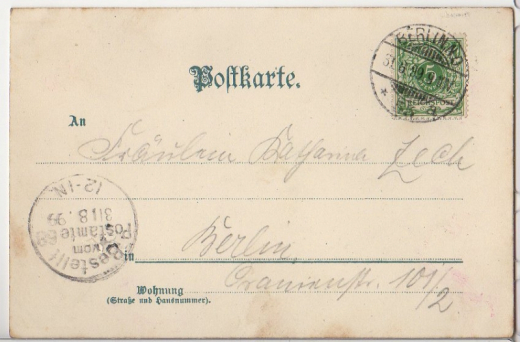 BERLIN N.O.
REICHSPOST
Postkarte.
An
Fräulein Katharina Zech
12-1N.
31 8. 99
Postamte 68
vom
Bestellt
in Berlin,
Wohnung
(Straße und Hausnummer).
Oranienstr. 101/2